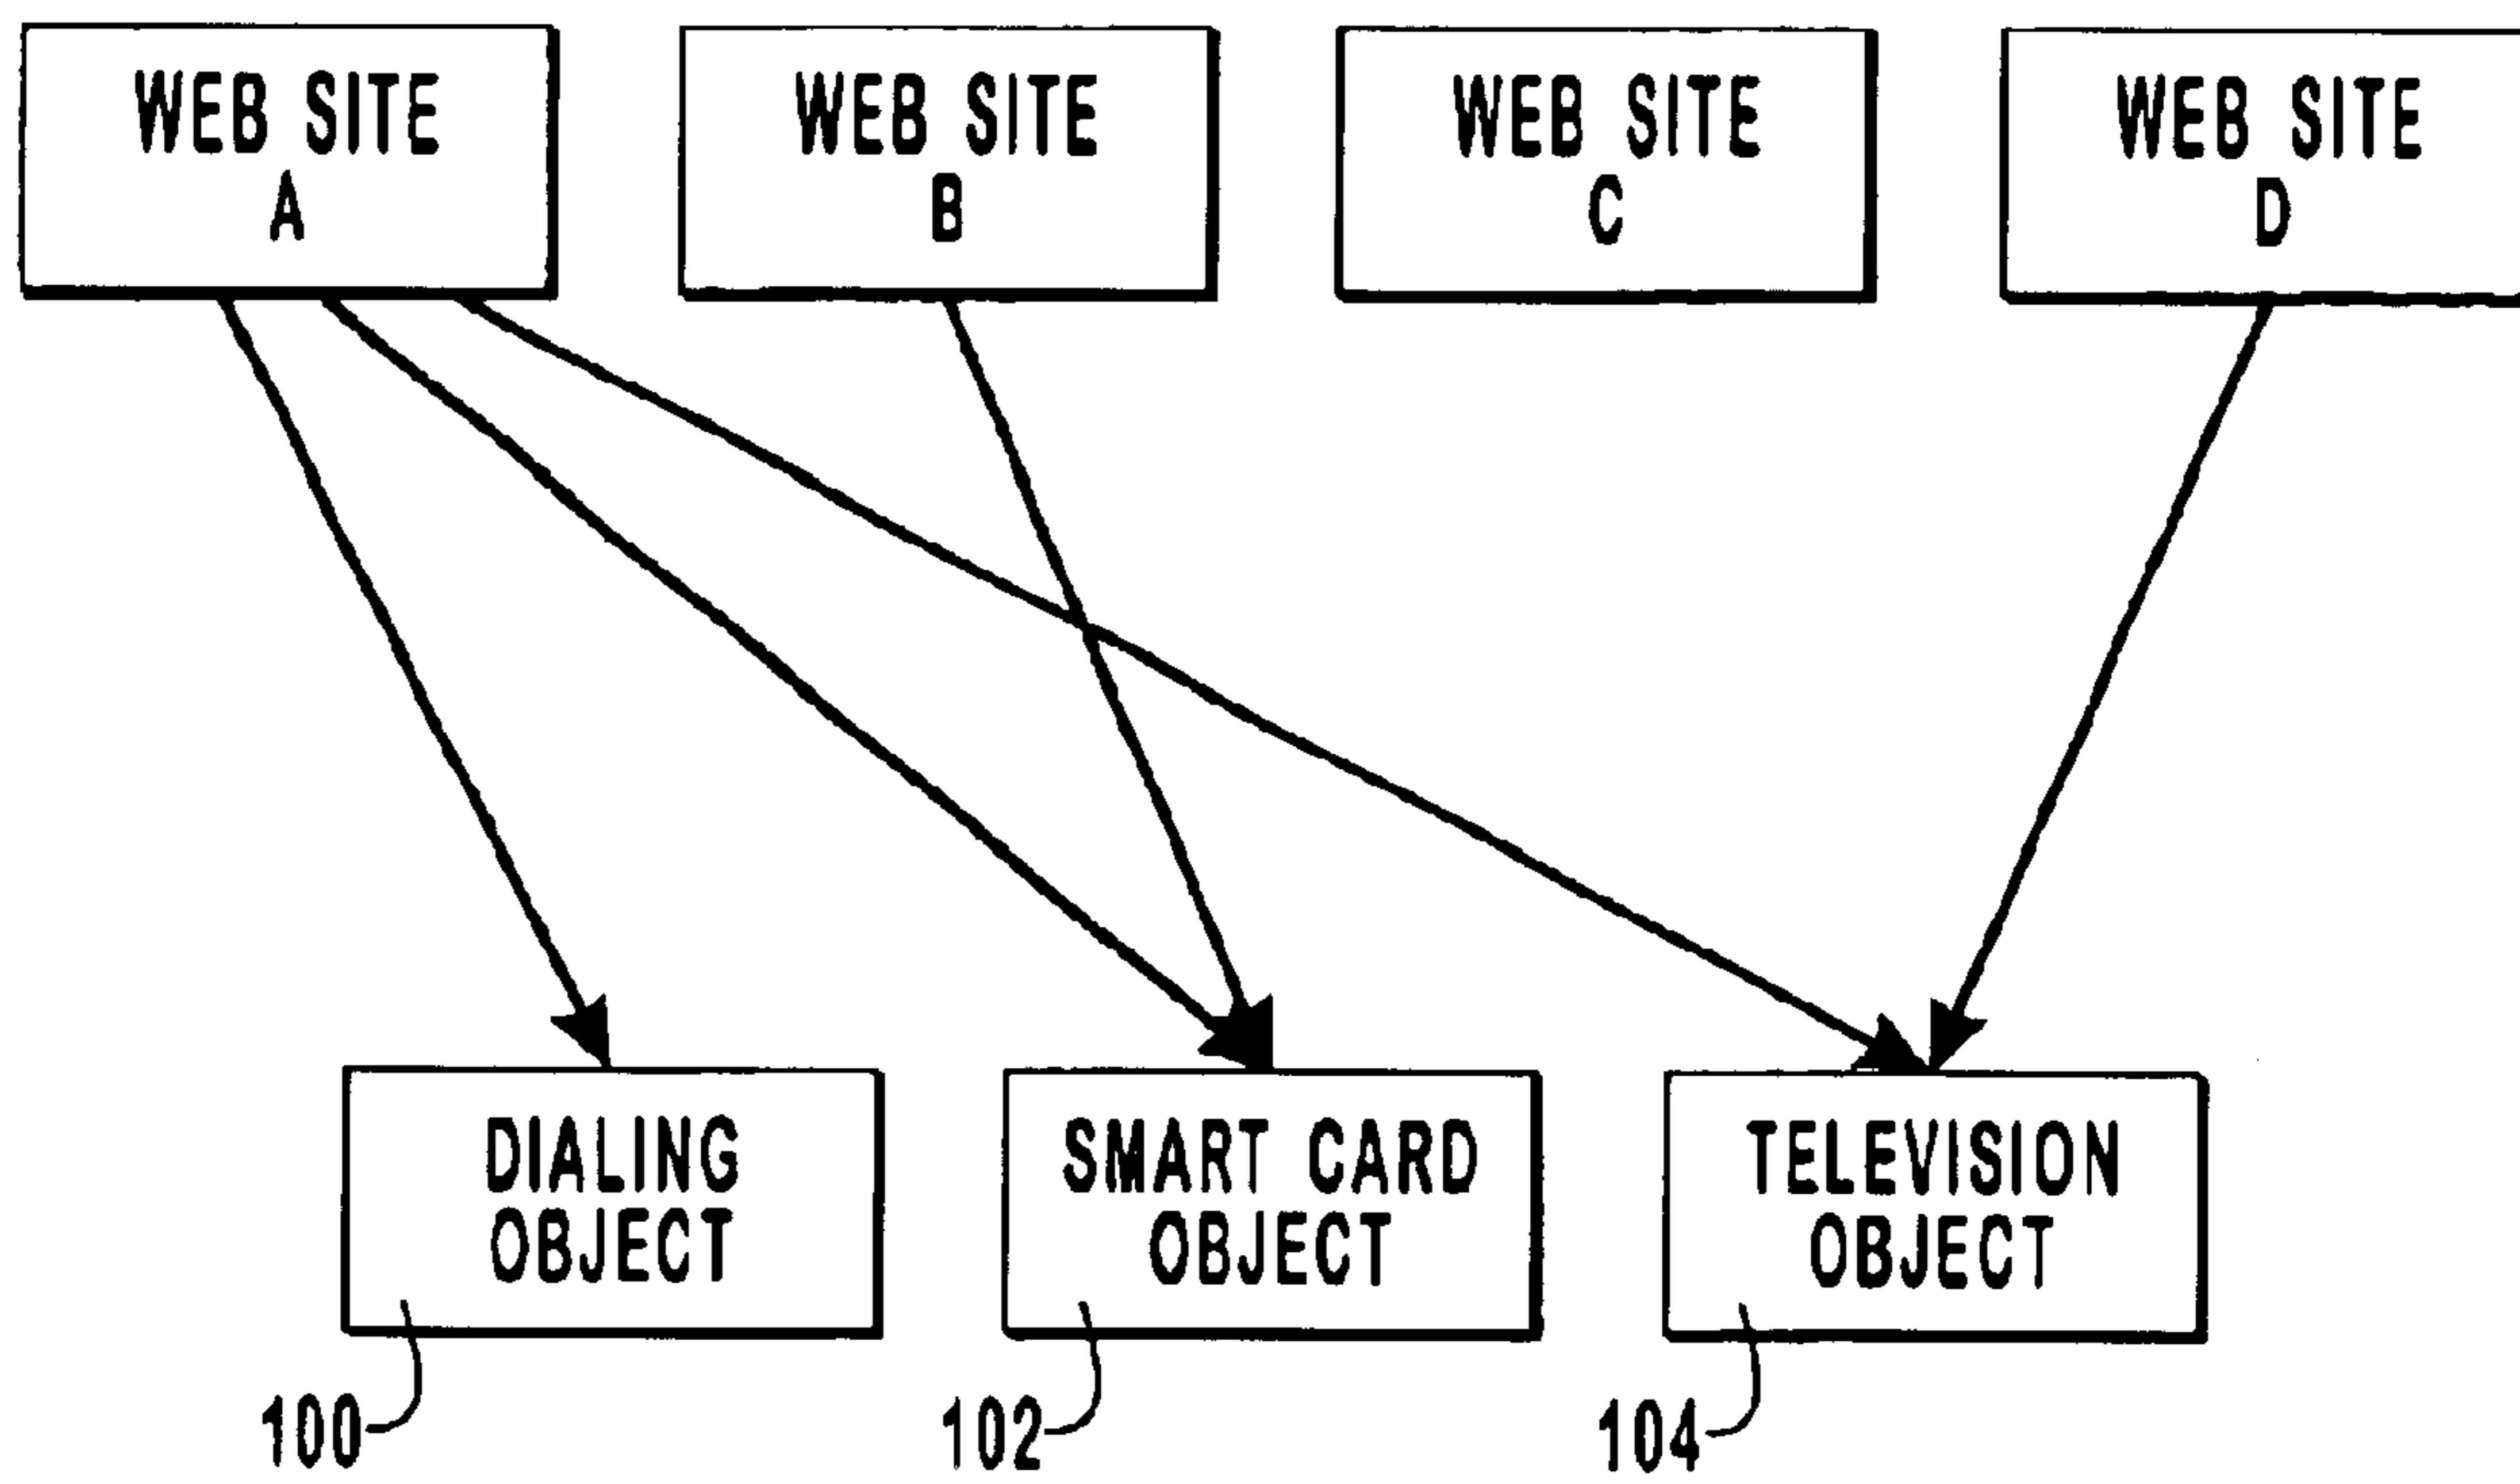 WEB SITE
A
WEB SITE
B
WEB SITE
C
WEB SITE
D
DIALING
OBJECT
SMART CARD
OBJECT
TELEVISION
OBJECT
100
102
104